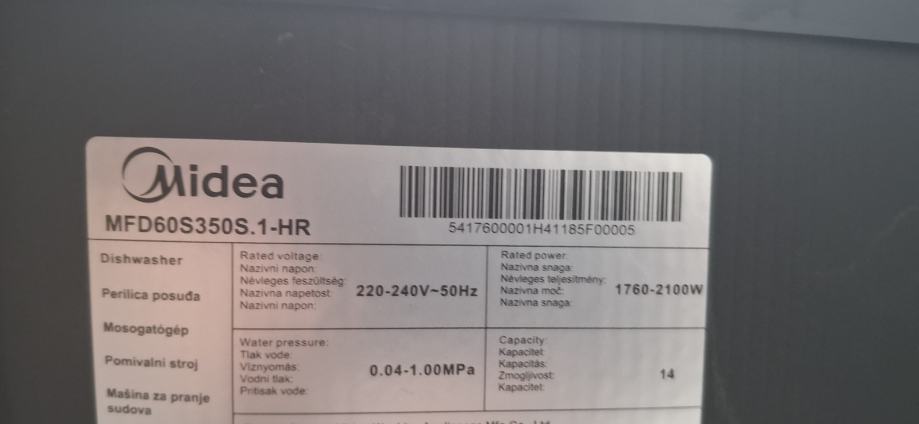 Midea
MFD60S350S.1-HR
5417600001H41185F00005
Dishwasher
Perilica posuđa
Mosogatógép
Pomivalni stroj
Mašina za pranje
sudova
Rated voltage:
Nazivni napon:
Névleges feszültség:
Nazivna napetost:
Nazivni napon:
220-240V~50Hz
Rated power:
Nazivna snaga:
Névleges teljesítmény:
Nazivna moč:
Nazivna snaga:
1760-2100W
Water pressure:
Tlak vode:
Víznyomás:
Vodni tlak:
Pritisak vode:
0.04-1.00MPa
Capacity:
Kapacitet:
Kapacitás:
Zmogljivost:
Kapacitet:
14